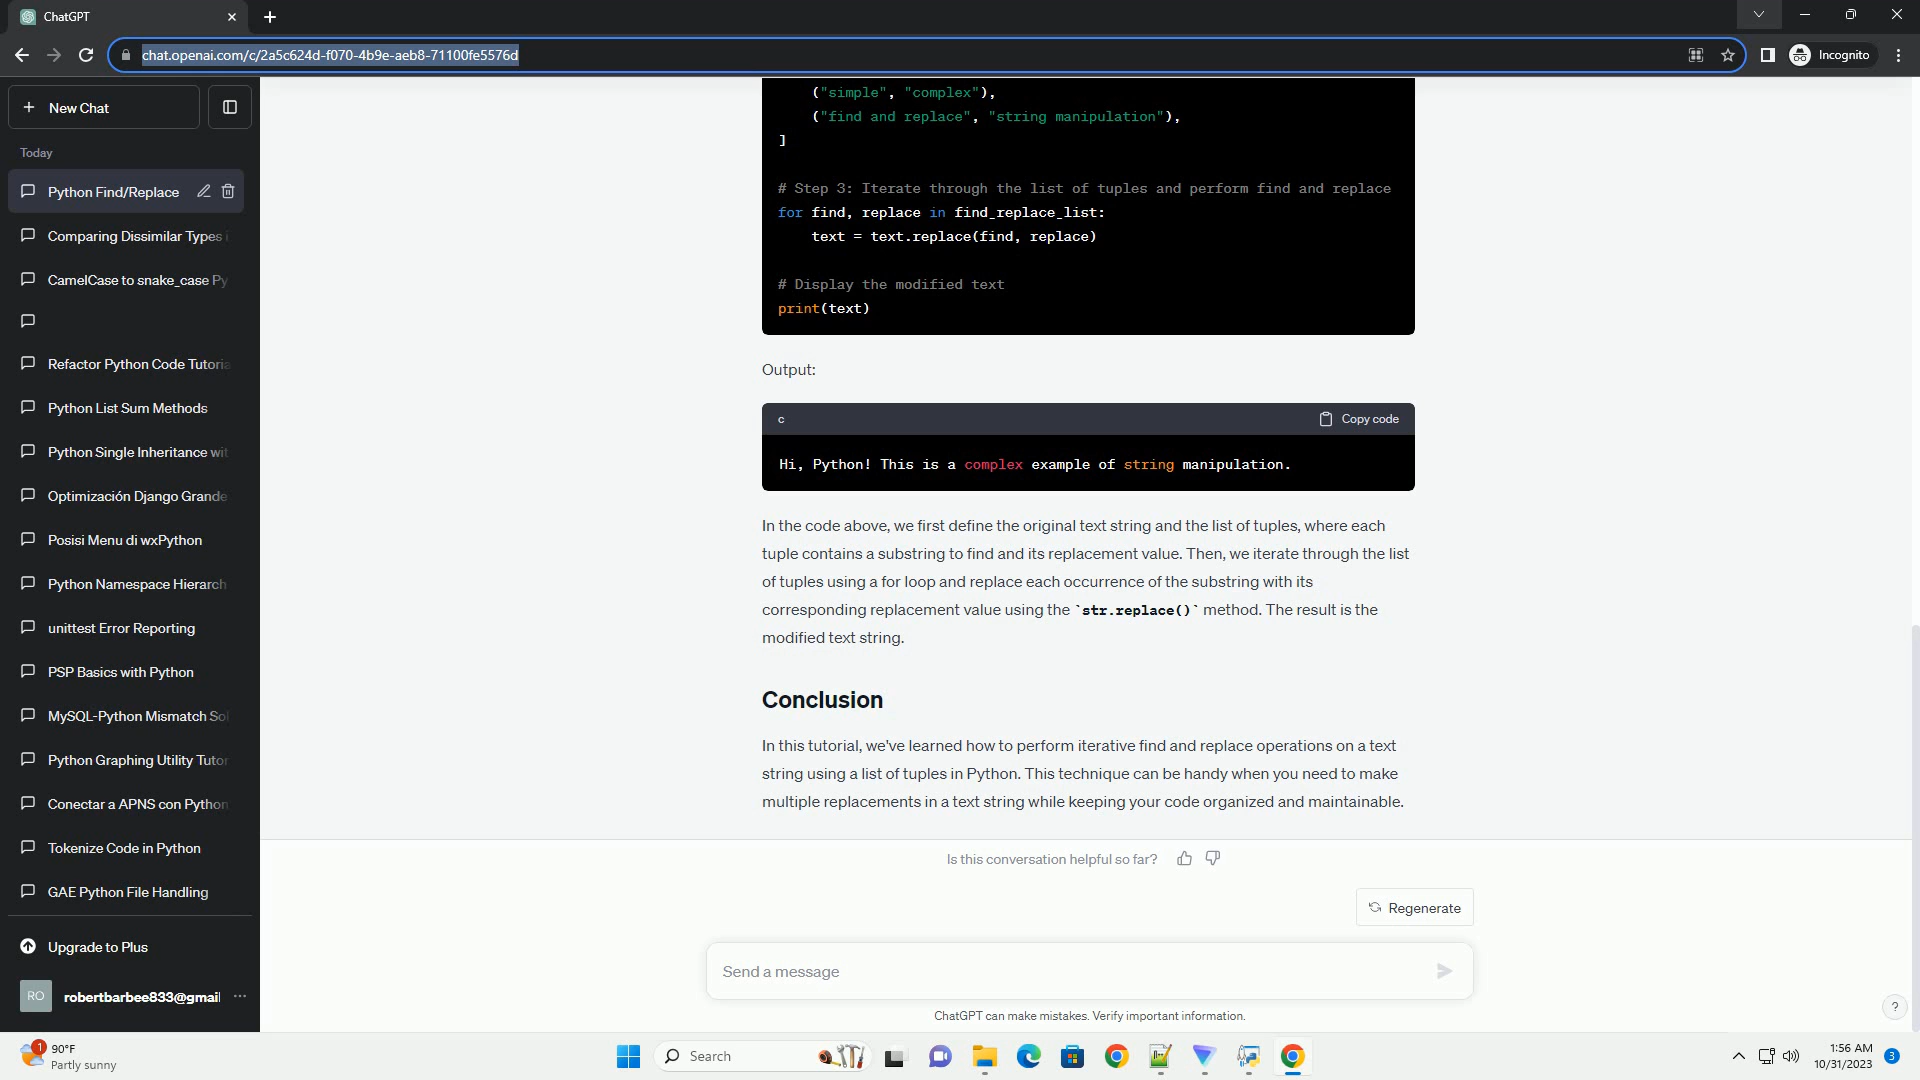 ChatGPT
chat.openai.com/c/2a5c624d-f070-4b9e-aeb8-71100fe5576d
Incognito
New Chat
Today
Python Find/Replace
Comparing Dissimilar Types i
CamelCase to snake_case Py
Refactor Python Code Tutoria
Python List Sum Methods
Python Single Inheritance wit
Optimización Django Grande
Posisi Menu di wxPython
Python Namespace Hierarch
unittest Error Reporting
PSP Basics with Python
MySQL-Python Mismatch Sol
Python Graphing Utility Tutor
Conectar a APNS con Python
Tokenize Code in Python
GAE Python File Handling
Upgrade to Plus
RO
robertbarbee833@gmail
("simple", "complex"),
("find and replace", "string manipulation"),
]
# Step 3: Iterate through the list of tuples and perform find and replace
for find, replace in find_replace_list:
text = text.replace(find, replace)
# Display the modified text
print(text)
Output:
c
Copy code
Hi, Python! This is a complex example of string manipulation.
In the code above, we first define the original text string and the list of tuples, where each
tuple contains a substring to find and its replacement value. Then, we iterate through the list
of tuples using a for loop and replace each occurrence of the substring with its
corresponding replacement value using the `str.replace()` method. The result is the
modified text string.
Conclusion
In this tutorial, we've learned how to perform iterative find and replace operations on a text
string using a list of tuples in Python. This technique can be handy when you need to make
multiple replacements in a text string while keeping your code organized and maintainable.
Is this conversation helpful so far?
Regenerate
Send a message
ChatGPT can make mistakes. Verify important information.
?
1
90°F
Partly sunny
Search
1:56 AM
10/31/2023
3